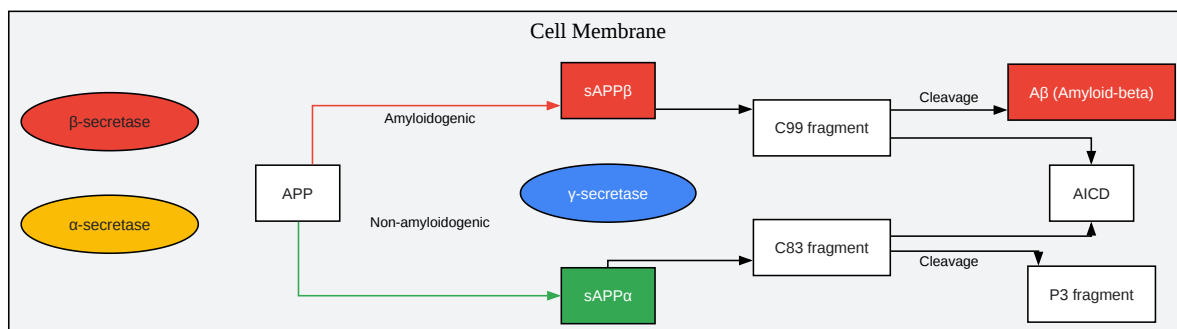 Cell Membrane
β-secretase
α-secretase
APP
Amyloidogenic
Non-amyloidogenic
sAPPβ
γ-secretase
sAPPα
C99 fragment
C83 fragment
Cleavage
Cleavage
Aβ (Amyloid-beta)
AICD
P3 fragment